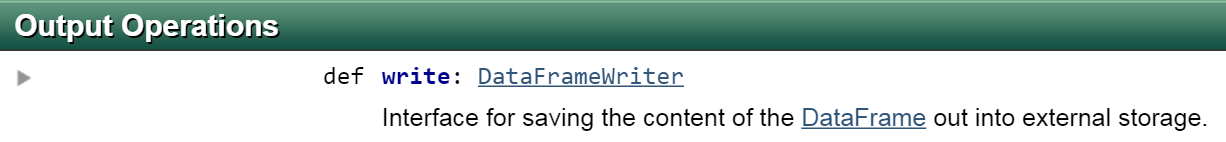 Output Operations
def write: DataFrameWriter
Interface for saving the content of the DataFrame out into external storage.